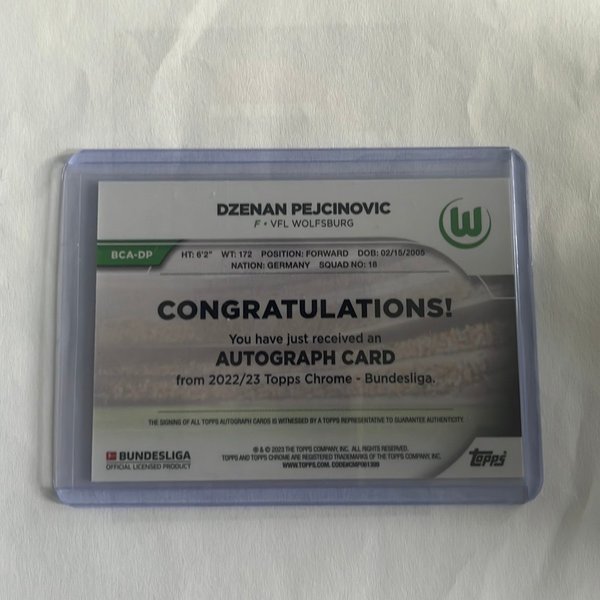 DZENAN PEJCINOVIC
F • VFL WOLFSBURG
W
BCA-DP
HT: 6'2" WT: 172 POSITION: FORWARD DOB: 02/15/2005
NATION: GERMANY SQUAD NO: 18
CONGRATULATIONS!
You have just received an
AUTOGRAPH CARD
from 2022/23 Topps Chrome - Bundesliga.
THE SIGNING OF ALL TOPPS AUTOGRAPH CARDS IS WITNESSED BY A TOPPS REPRESENTATIVE TO GUARANTEE AUTHENTICITY.
BUNDESLIGA
OFFICIAL LICENSED PRODUCT
® & © 2023 THE TOPPS COMPANY, INC. ALL RIGHTS RESERVED.
TOPPS AND TOPPS CHROME ARE REGISTERED TRADEMARKS OF THE TOPPS COMPANY, INC.
WWW.TOPPS.COM. CODE#CMP001390
Topps